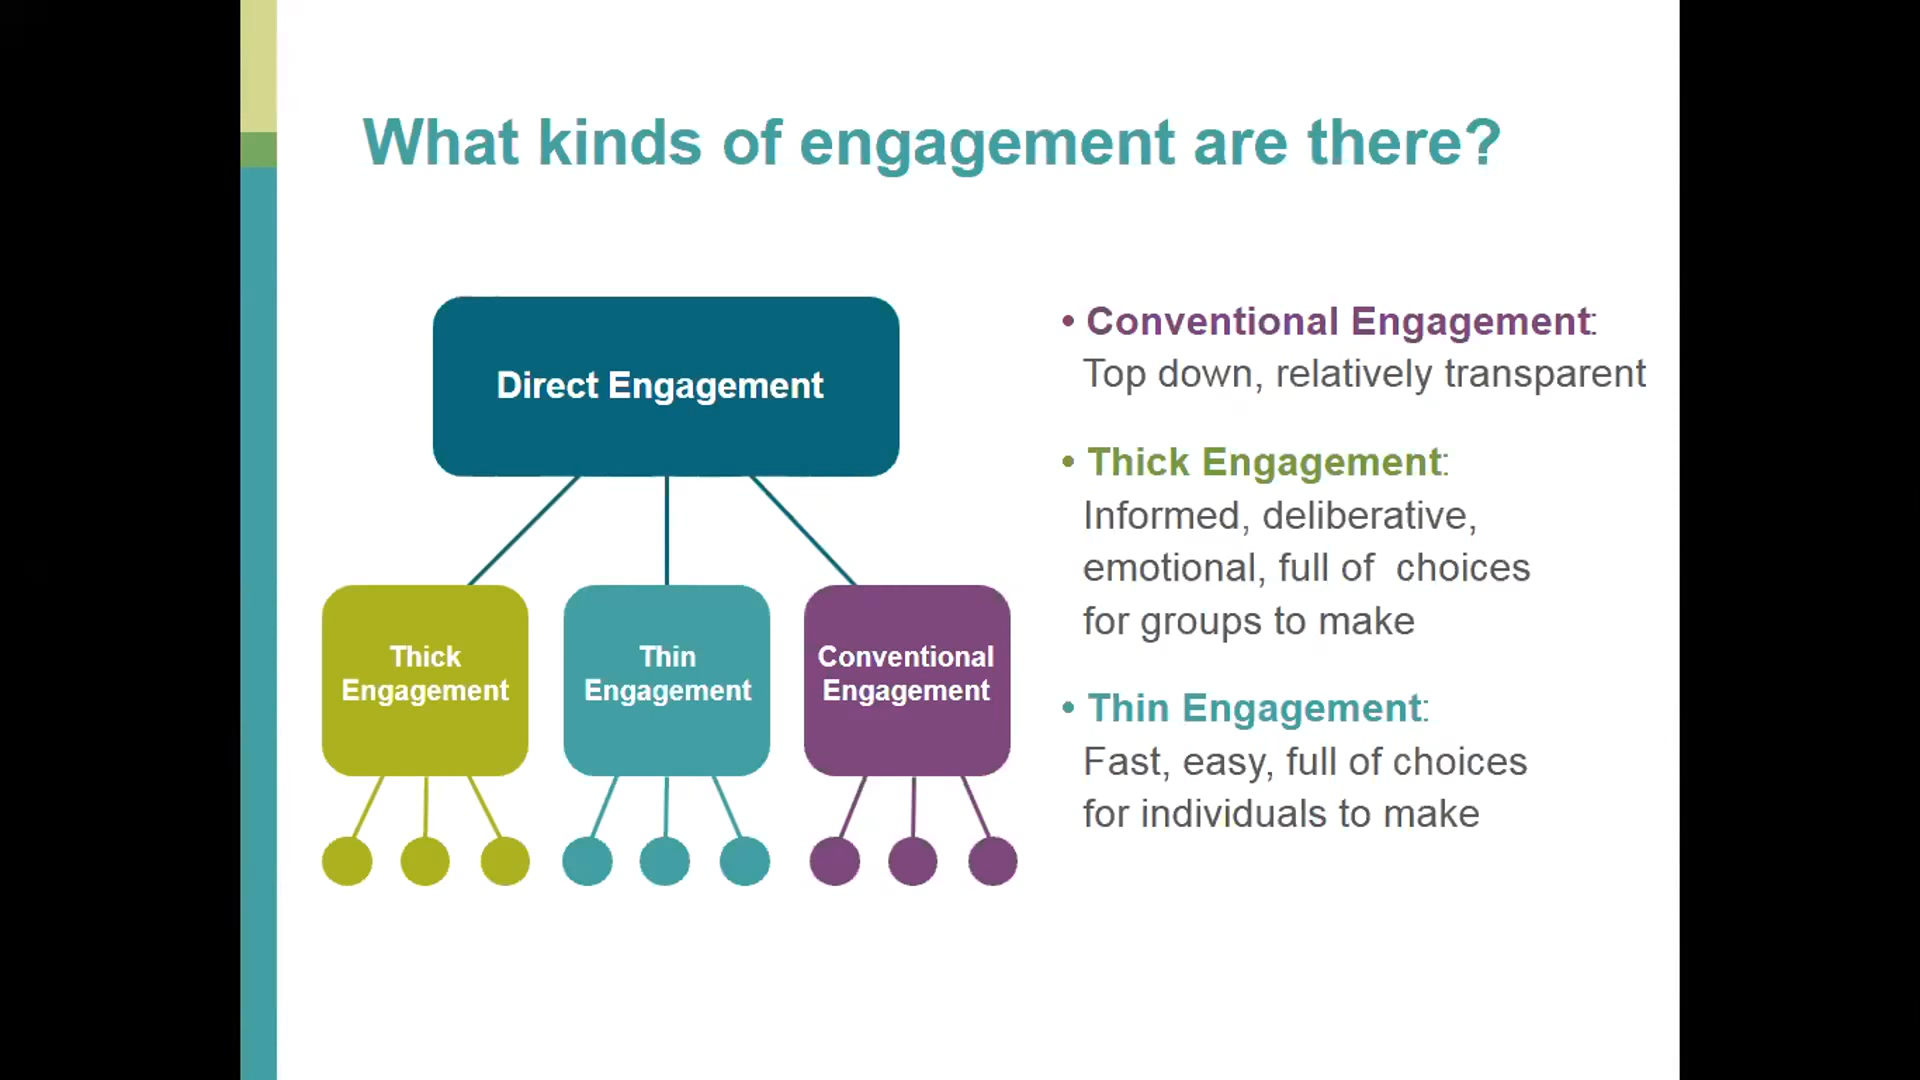 What kinds of engagement are there?
Direct Engagement
Thick
Engagement
Thin
Engagement
Conventional
Engagement
• Conventional Engagement:
Top down, relatively transparent
• Thick Engagement:
Informed, deliberative,
emotional, full of choices
for groups to make
• Thin Engagement:
Fast, easy, full of choices
for individuals to make